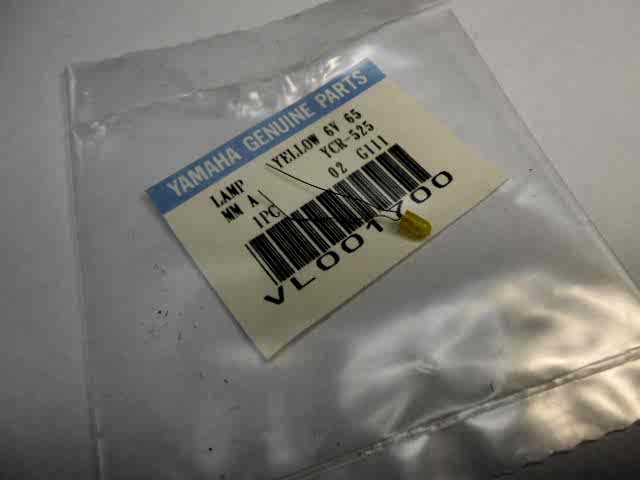 YAMAHA GENUINE PARTS
LAMP YELLOW 6V 65
MM A YCR-525
1PC 02 G111
VL001700